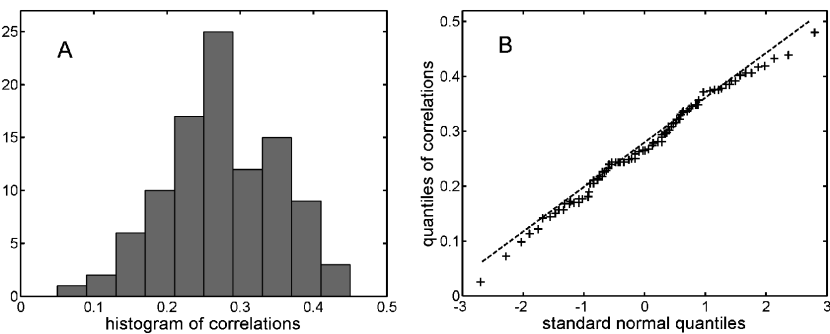 A
25
20
15
10
5
0
0 0.1 0.2 0.3 0.4 0.5
histogram of correlations
B
quantiles of correlations
0.5
0.4
0.3
0.2
0.1
0
-3 -2 -1 0 1 2 3
standard normal quantiles